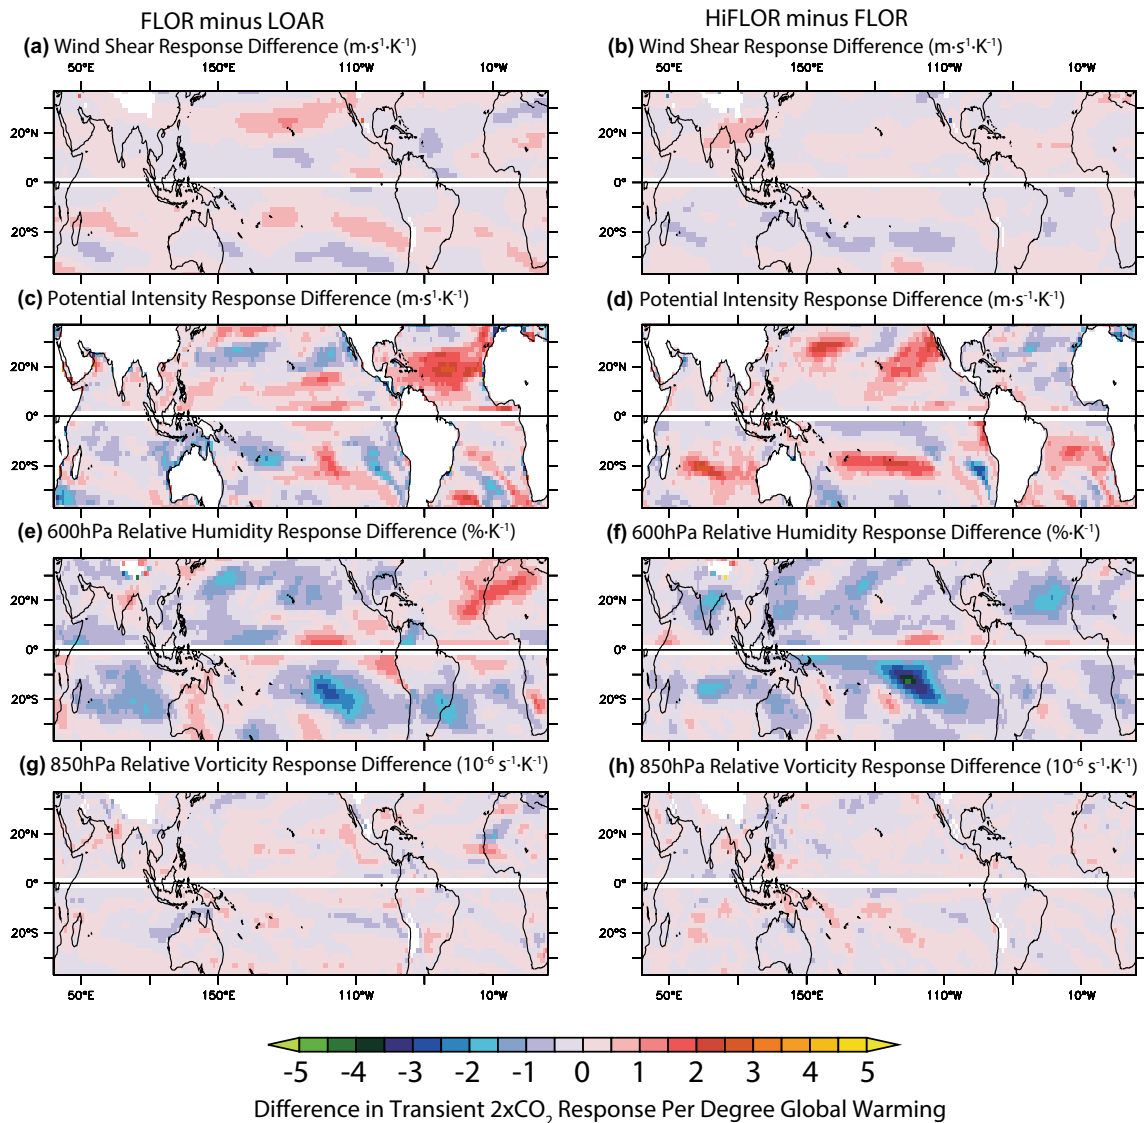 FLOR minus LOAR
HiFLOR minus FLOR
(a) Wind Shear Response Difference (m·s¹·K⁻¹)
(b) Wind Shear Response Difference (m·s¹·K⁻¹)
50°E 150°E 110°W 10°W
50°E 150°E 110°W 10°W
20°N
0°
20°S
20°N
0°
20°S
(c) Potential Intensity Response Difference (m·s¹·K⁻¹)
(d) Potential Intensity Response Difference (m·s¹·K⁻¹)
20°N
0°
20°S
20°N
0°
20°S
(e) 600hPa Relative Humidity Response Difference (%·K⁻¹)
(f) 600hPa Relative Humidity Response Difference (%·K⁻¹)
20°N
0°
20°S
20°N
0°
20°S
(g) 850hPa Relative Vorticity Response Difference (10⁻⁶ s⁻¹·K⁻¹)
(h) 850hPa Relative Vorticity Response Difference (10⁻⁶ s⁻¹·K⁻¹)
20°N
0°
20°S
20°N
0°
20°S
50°E 150°E 110°W 10°W
50°E 150°E 110°W 10°W
-5 -4 -3 -2 -1 0 1 2 3 4 5
Difference in Transient 2xCO₂ Response Per Degree Global Warming